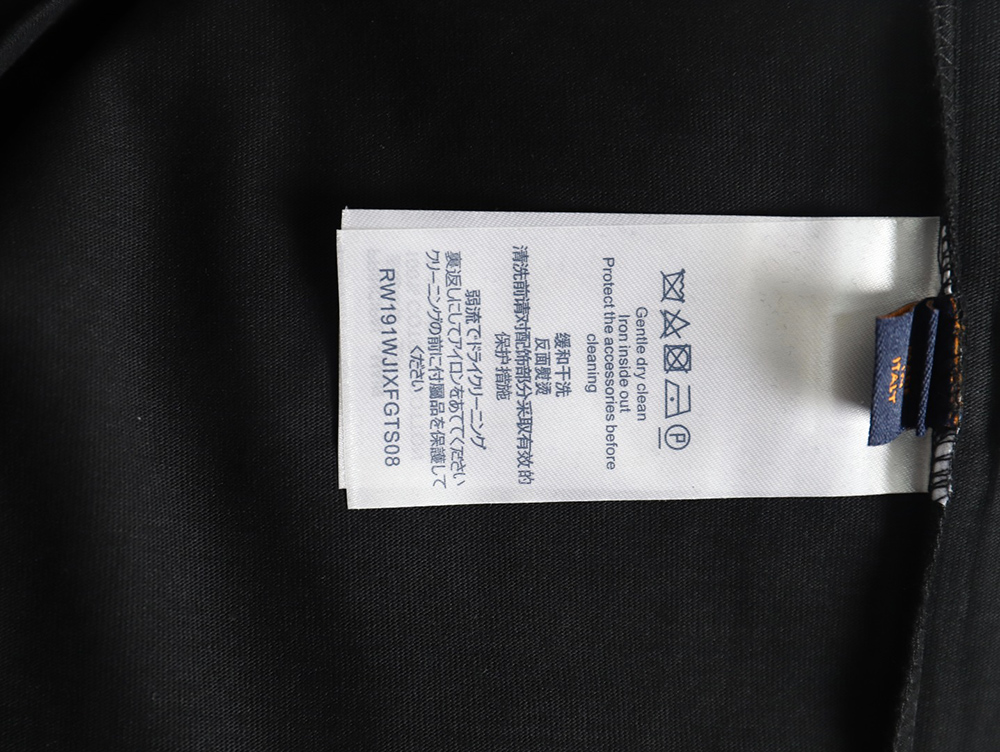 Gentle dry clean
Iron inside out
Protect the accessories before
cleaning
缓和干洗
反面熨烫
清洗前请对配饰部分采取有效的
保护措施
弱流でドライクリーニング
裏返しにしてアイロンをあててください
クリーニングの前に付属品を保護して
ください
RW191WJIXFGTS08
ITALY
P